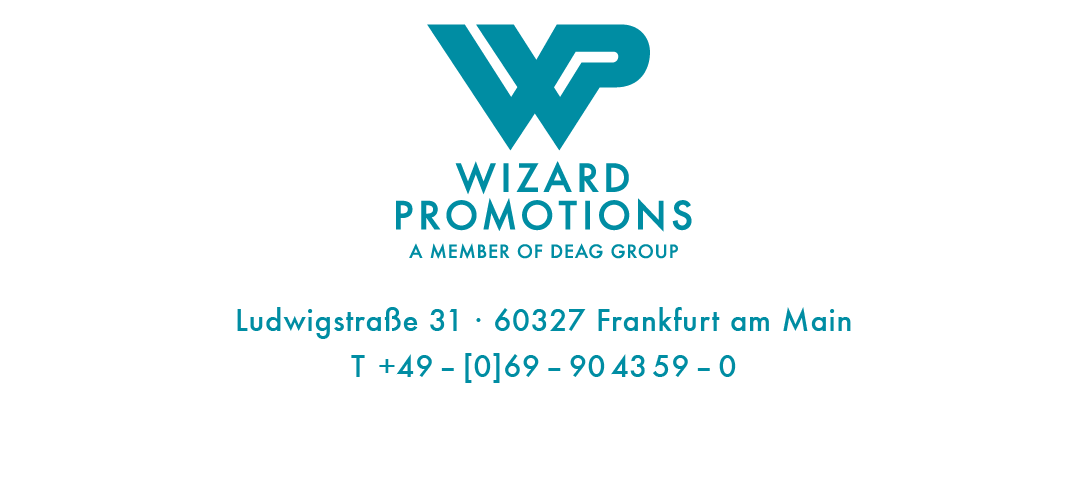 WP
WIZARD
PROMOTIONS
A MEMBER OF DEAG GROUP
Ludwigstraße 31 · 60327 Frankfurt am Main
T +49 – [0]69 – 90 43 59 – 0